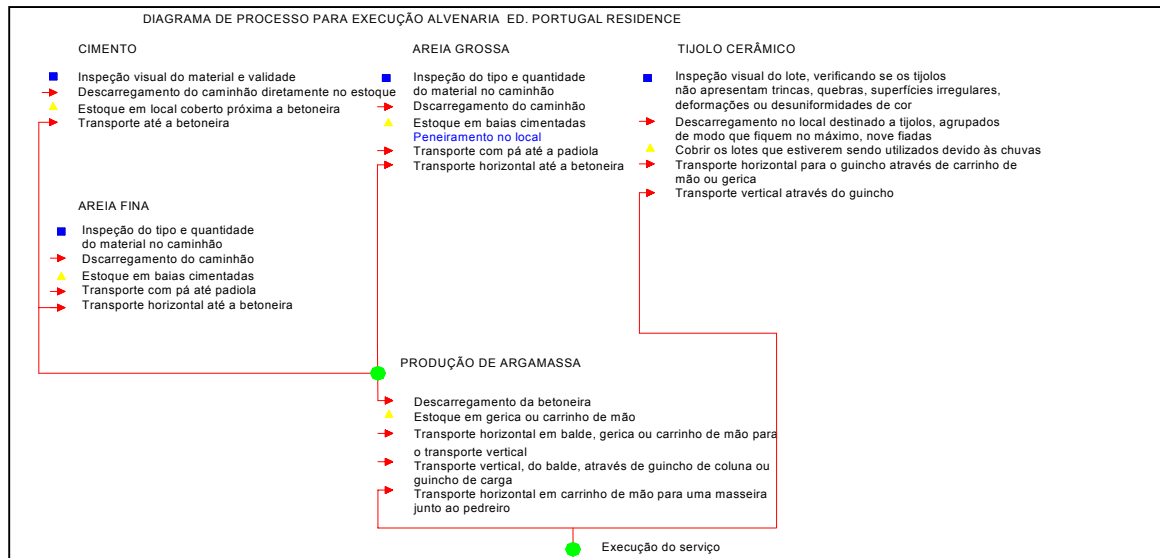 DIAGRAMA DE PROCESSO PARA EXECUÇÃO ALVENARIA ED. PORTUGAL RESIDENCE
CIMENTO
Inspeção visual do material e validade
Descarregamento do caminhão diretamente no estoque
Estoque em local coberto próxima a betoneira
Transporte até a betoneira
AREIA FINA
Inspeção do tipo e quantidade
do material no caminhão
Dscarregamento do caminhão
Estoque em baias cimentadas
Transporte com pá até padiola
Transporte horizontal até a betoneira
AREIA GROSSA
Inspeção do tipo e quantidade
do material no caminhão
Dscarregamento do caminhão
Estoque em baias cimentadas
Peneiramento no local
Transporte com pá até a padiola
Transporte horizontal até a betoneira
TIJOLO CERÂMICO
Inspeção visual do lote, verificando se os tijolos
não apresentam trincas, quebras, superfícies irregulares,
deformações ou desuniformidades de cor
Descarregamento no local destinado a tijolos, agrupados
de modo que fiquem no máximo, nove fiadas
Cobrir os lotes que estiverem sendo utilizados devido às chuvas
Transporte horizontal para o guincho através de carrinho de
mão ou gerica
Transporte vertical através do guincho
PRODUÇÃO DE ARGAMASSA
Descarregamento da betoneira
Estoque em gerica ou carrinho de mão
Transporte horizontal em balde, gerica ou carrinho de mão para
o transporte vertical
Transporte vertical, do balde, através de guincho de coluna ou
guincho de carga
Transporte horizontal em carrinho de mão para uma masseira
junto ao pedreiro
Execução do serviço